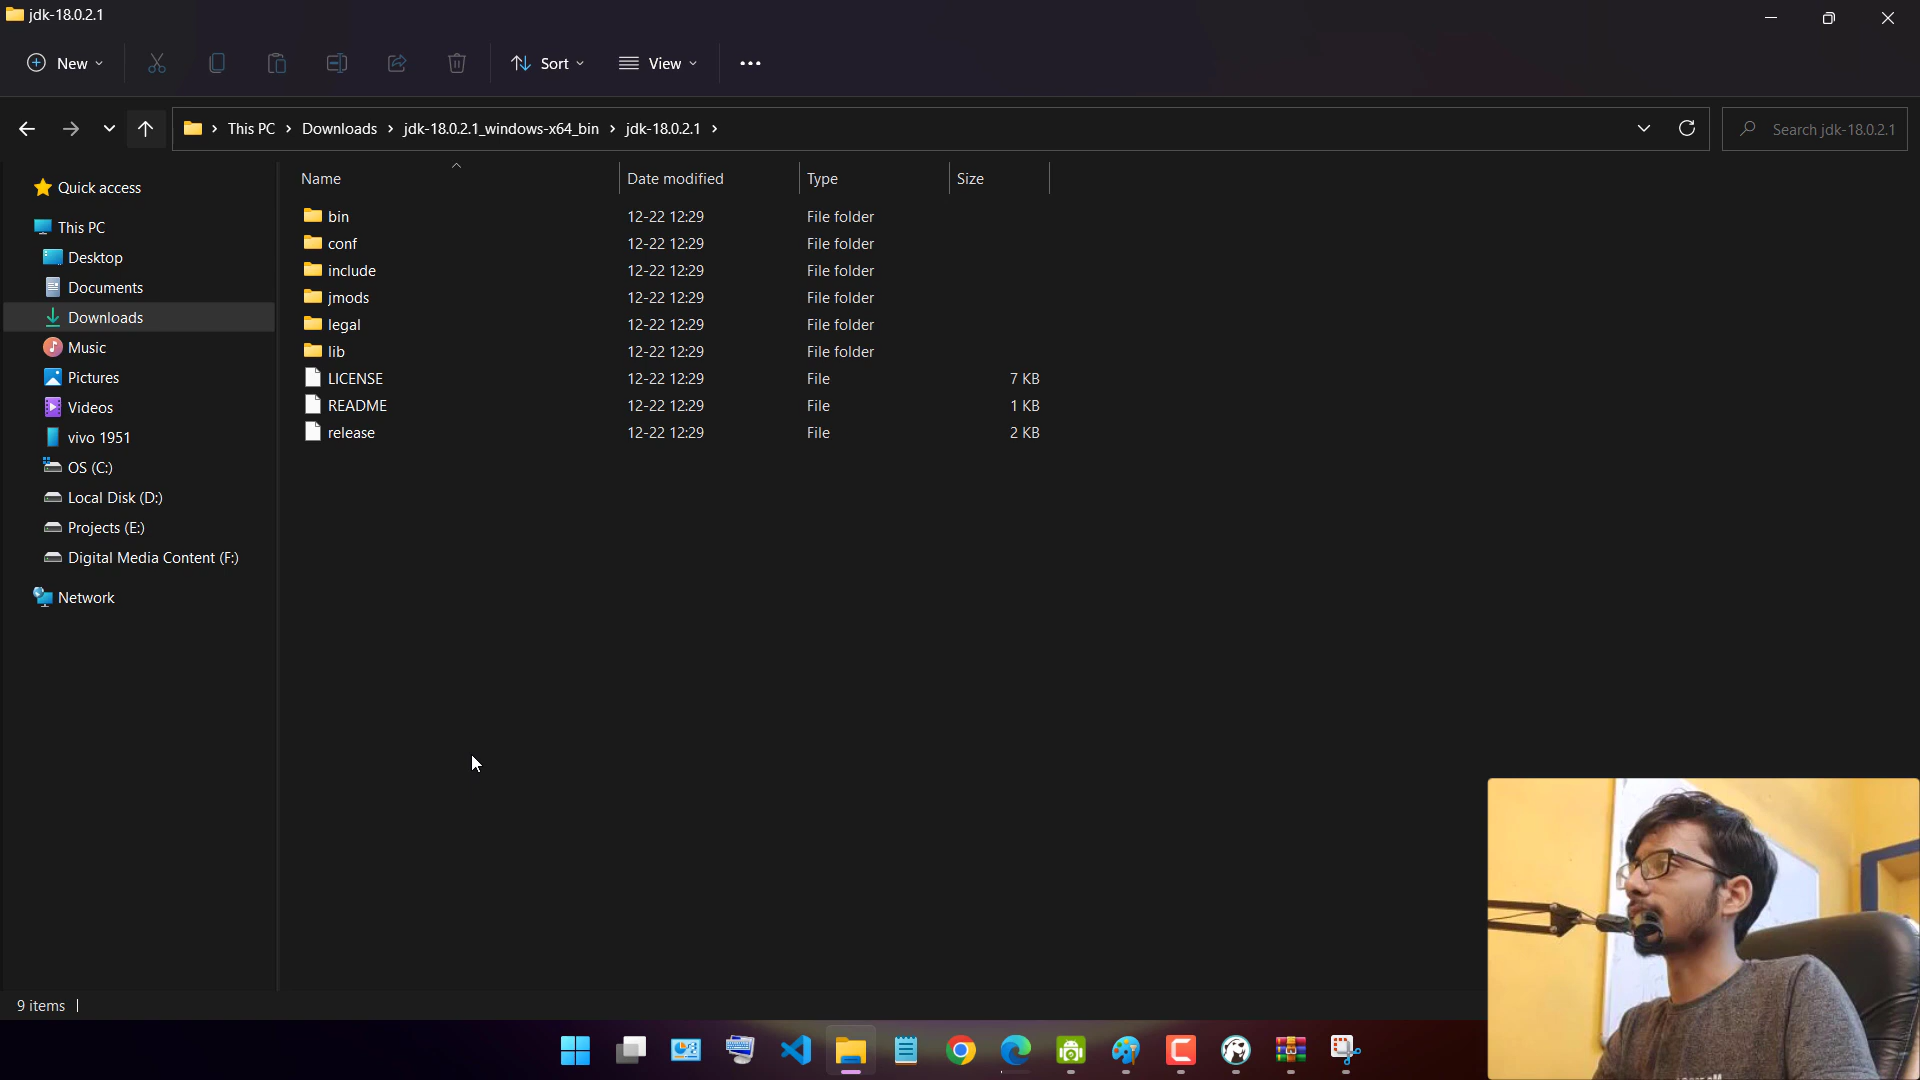 jdk-18.0.2.1
New
Sort
View
This PC
Downloads
jdk-18.0.2.1_windows-x64_bin
jdk-18.0.2.1
Search jdk-18.0.2.1
Quick access
This PC
Desktop
Documents
Downloads
Music
Pictures
Videos
vivo 1951
OS (C:)
Local Disk (D:)
Projects (E:)
Digital Media Content (F:)
Network
Name Date modified Type Size
bin 12-22 12:29 File folder
conf 12-22 12:29 File folder
include 12-22 12:29 File folder
jmods 12-22 12:29 File folder
legal 12-22 12:29 File folder
lib 12-22 12:29 File folder
LICENSE 12-22 12:29 File 7 KB
README 12-22 12:29 File 1 KB
release 12-22 12:29 File 2 KB
9 items